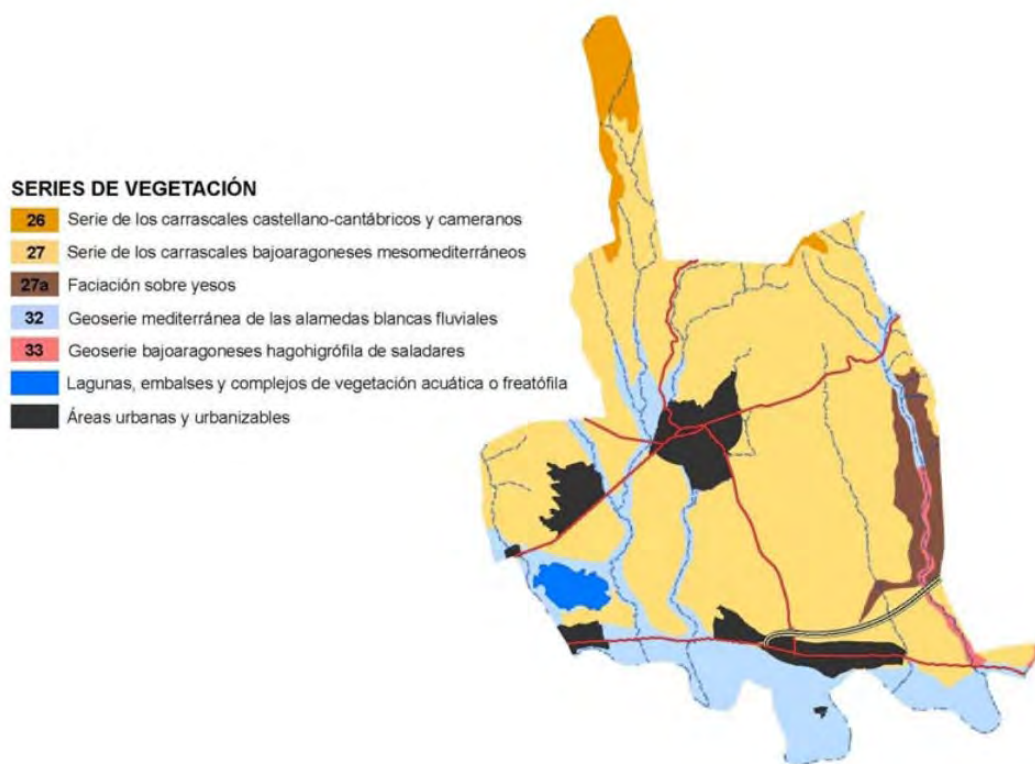 SERIES DE VEGETACIÓN
26 Serie de los carrascales castellano-cantábricos y cameranos
27 Serie de los carrascales bajoaragoneses mesomediterráneos
27a Faciación sobre yesos
32 Geoserie mediterránea de las alamedas blancas fluviales
33 Geoserie bajoaragoneses hagohigrófila de saladares
Lagunas, embalses y complejos de vegetación acuática o freatófila
Áreas urbanas y urbanizables